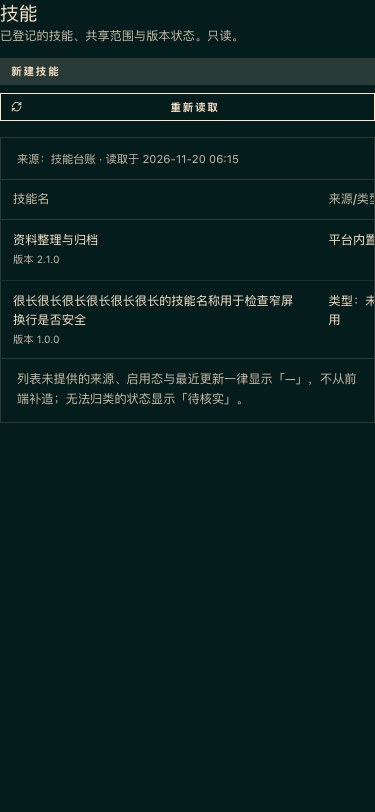 技能
已登记的技能、共享范围与版本状态。只读。
新建技能
重新读取
来源：技能台账 · 读取于 2026-11-20 06:15
技能名 来源/类
资料整理与归档 平台内置
版本 2.1.0
很长很长很长很长很长很长的技能名称用于检查窄屏 类型：未
换行是否安全 用
版本 1.0.0
列表未提供的来源、启用态与最近更新一律显示「—」，不从前
端补造；无法归类的状态显示「待核实」。